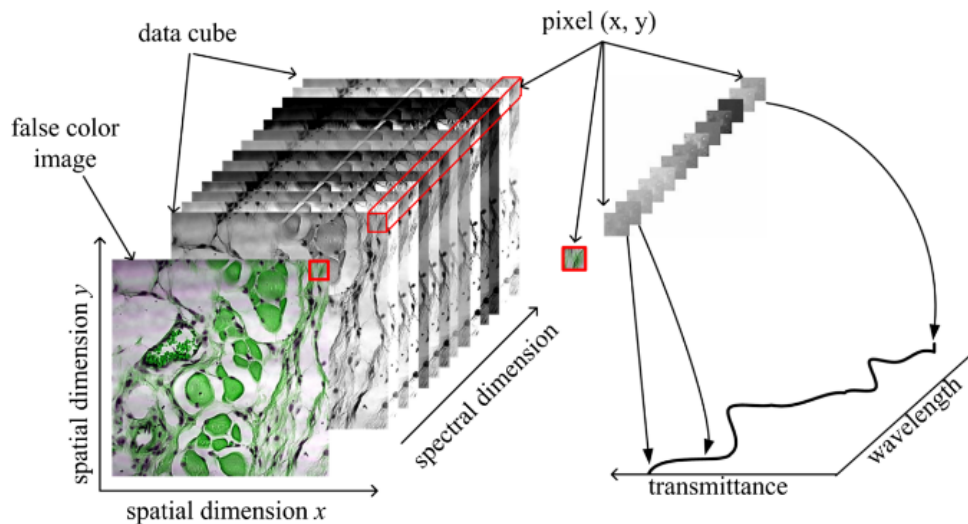 data cube
pixel (x, y)
false color
image
spatial dimension y
spatial dimension x
spectral dimension
wavelength
transmittance